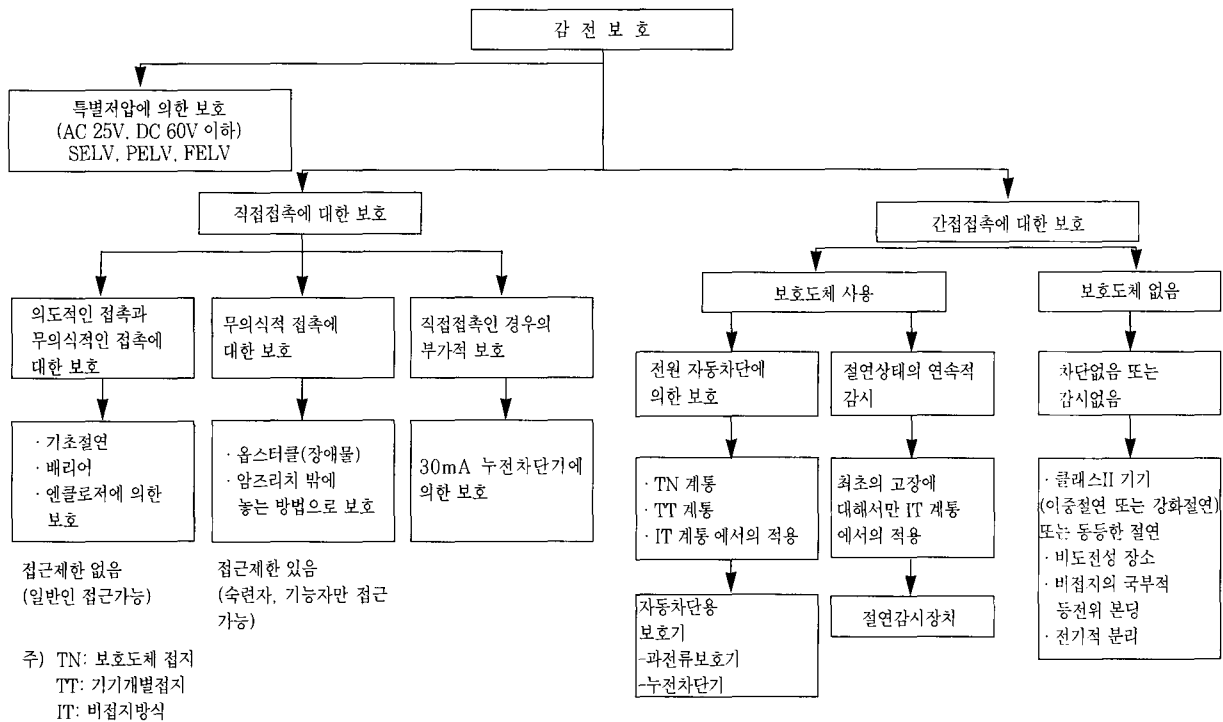 감 전 보 호
특별저압에 의한 보호
(AC 25V, DC 60V 이하)
SELV, PELV, FELV
직접접촉에 대한 보호
간접접촉에 대한 보호
의도적인 접촉과
무의식적인 접촉에
대한 보호
무의식적 접촉에
대한 보호
직접접촉인 경우의
부가적 보호
보호도체 사용
보호도체 없음
전원 자동차단에
의한 보호
절연상태의 연속적
감시
차단없음 또는
감시없음
· 기초절연
· 배리어
· 엔클로저에 의한
보호
· 옵스터클(장애물)
· 암즈리치 밖에
놓는 방법으로 보호
30mA 누전차단기에
의한 보호
· TN 계통
· TT 계통
· IT 계통 에서의 적용
최초의 고장에
대해서만 IT 계통
에서의 적용
· 클래스II 기기
(이중절연 또는 강화절연)
또는 동등한 절연
· 비도전성 장소
· 비접지의 국부적
등전위 본딩
· 전기적 분리
접근제한 없음
(일반인 접근가능)
접근제한 있음
(숙련자, 기능자만 접근
가능)
자동차단용
보호기
-과전류보호기
-누전차단기
절연감시장치
주) TN: 보호도체 접지
TT: 기기개별접지
IT: 비접지방식